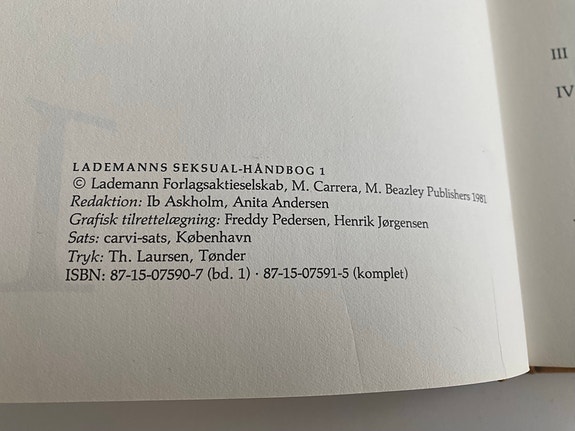 LADEMANNS SEKSUAL-HÅNDBOG 1
© Lademann Forlagsaktieselskab, M. Carrera, M. Beazley Publishers 1981
Redaktion: Ib Askholm, Anita Andersen
Grafisk tilrettelægning: Freddy Pedersen, Henrik Jørgensen
Sats: carvi-sats, København
Tryk: Th. Laursen, Tønder
ISBN: 87-15-07590-7 (bd. 1) · 87-15-07591-5 (komplet)
III
IV